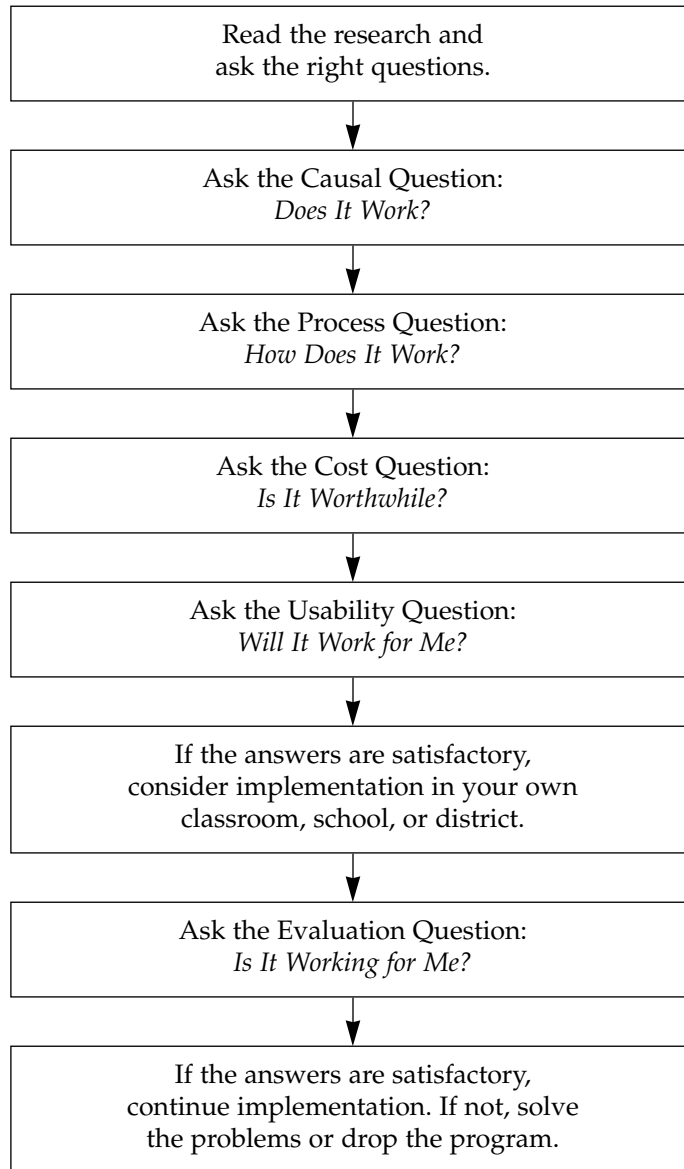 Read the research and
ask the right questions.
Ask the Causal Question:
Does It Work?
Ask the Process Question:
How Does It Work?
Ask the Cost Question:
Is It Worthwhile?
Ask the Usability Question:
Will It Work for Me?
If the answers are satisfactory,
consider implementation in your own
classroom, school, or district.
Ask the Evaluation Question:
Is It Working for Me?
If the answers are satisfactory,
continue implementation. If not, solve
the problems or drop the program.